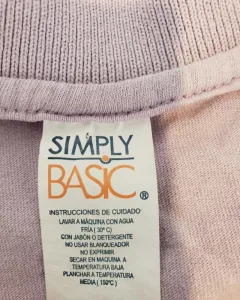 SIMPLY
BASIC®
INSTRUCCIONES DE CUIDADO
LAVAR A MÁQUINA CON AGUA
FRÍA ( 30°C)
CON JABÓN O DETERGENTE
NO USAR BLANQUEADOR
NO EXPRIMIR
SECAR EN MAQUINA A
TEMPERATURA BAJA
PLANCHAR A TEMPERATURA
MEDIA ( 150°C)